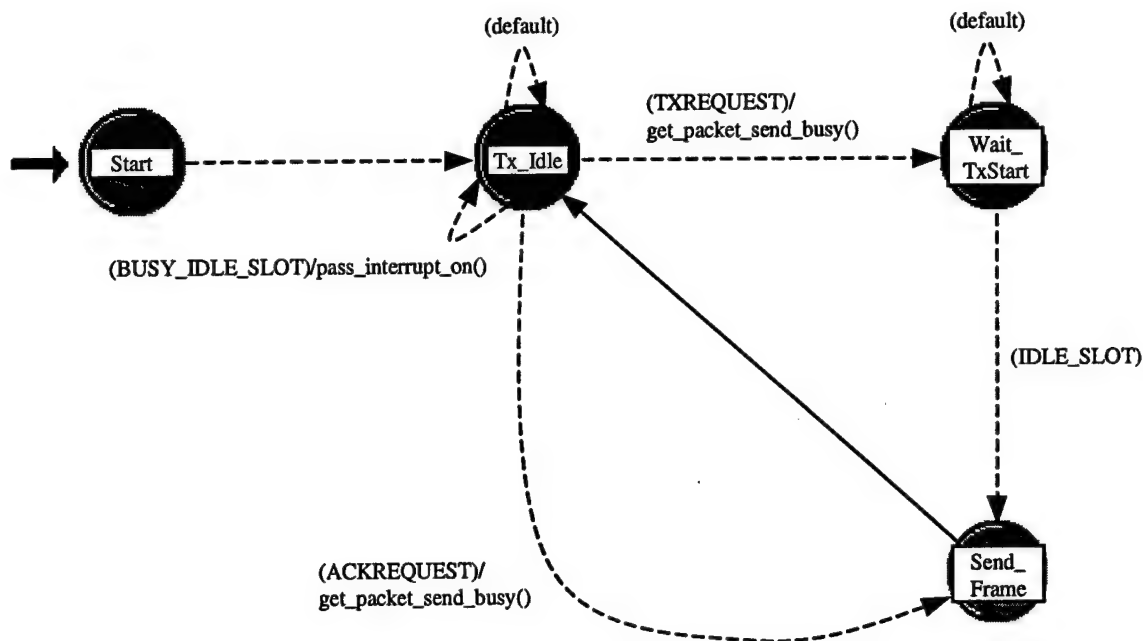 (default)
(default)
(TXREQUEST)/
get_packet_send_busy()
Start
Tx_Idle
Wait_
TxStart
(BUSY_IDLE_SLOT)/pass_interrupt_on()
(IDLE_SLOT)
(ACKREQUEST)/
get_packet_send_busy()
Send_
Frame